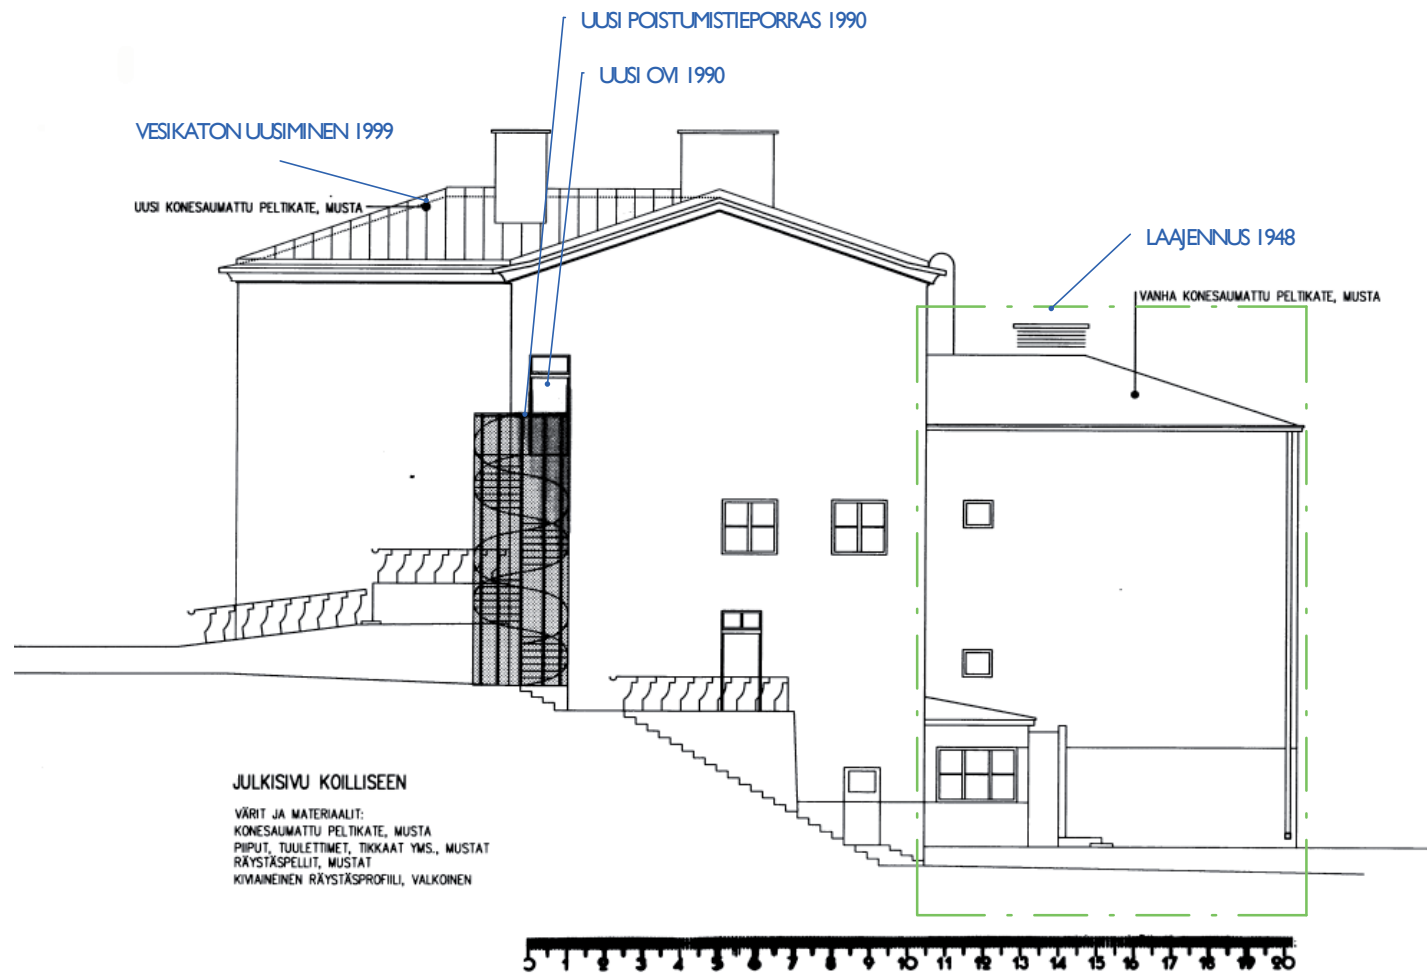 UUSI POISTUMISTIEPORRAS 1990
UUSI OVI 1990
VESIKATON UUSIMINEN 1999
UUSI KONESAUMATTU PELTIKATE, MUSTA
LAAJENNUS 1948
VANHA KONESAUMATTU PELTIKATE, MUSTA
JULKISIVU KOILLISEEN
VÄRIT JA MATERIAALIT:
KONESAUMATTU PELTIKATE, MUSTA
PIIPUT, TUULETTIMET, TIKKAAT YMS., MUSTAT
RÄYSTÄSPELLIT, MUSTAT
KIVIAINEINEN RÄYSTÄSPROFIILI, VALKOINEN
0 1 2 3 4 5 6 7 8 9 10 11 12 13 14 15 16 17 18 19 20